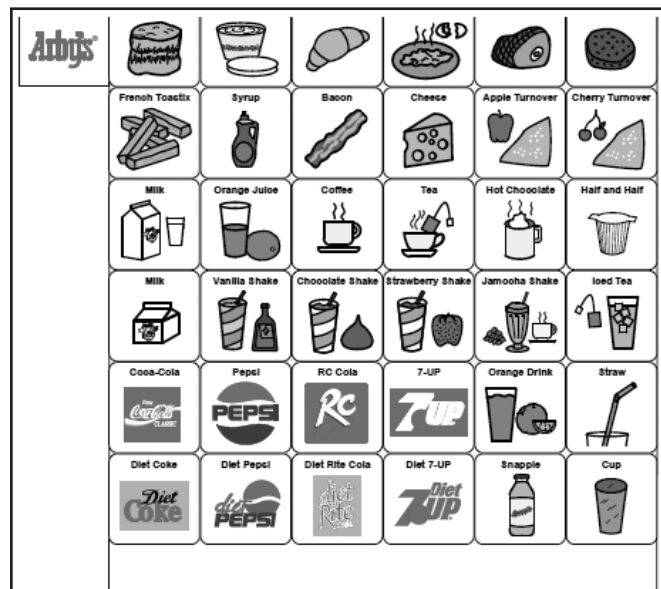 Arby's®
French Toastix
Syrup
Bacon
Cheese
Apple Turnover
Cherry Turnover
Milk
Orange Juice
Coffee
Tea
Hot Chocolate
Half and Half
Milk
Vanilla Shake
Chocolate Shake
Strawberry Shake
Jamocha Shake
Iced Tea
Coca-Cola
Pepsi
RC Cola
7-UP
Orange Drink
Straw
Coca-Cola
CLASSIC
PEPSI
RC
7UP
Diet Coke
Diet Pepsi
Diet Rite Cola
Diet 7-UP
Snapple
Cup
Diet
Coke
diet
PEPSI
diet
Rite
Diet
7UP
Snapple